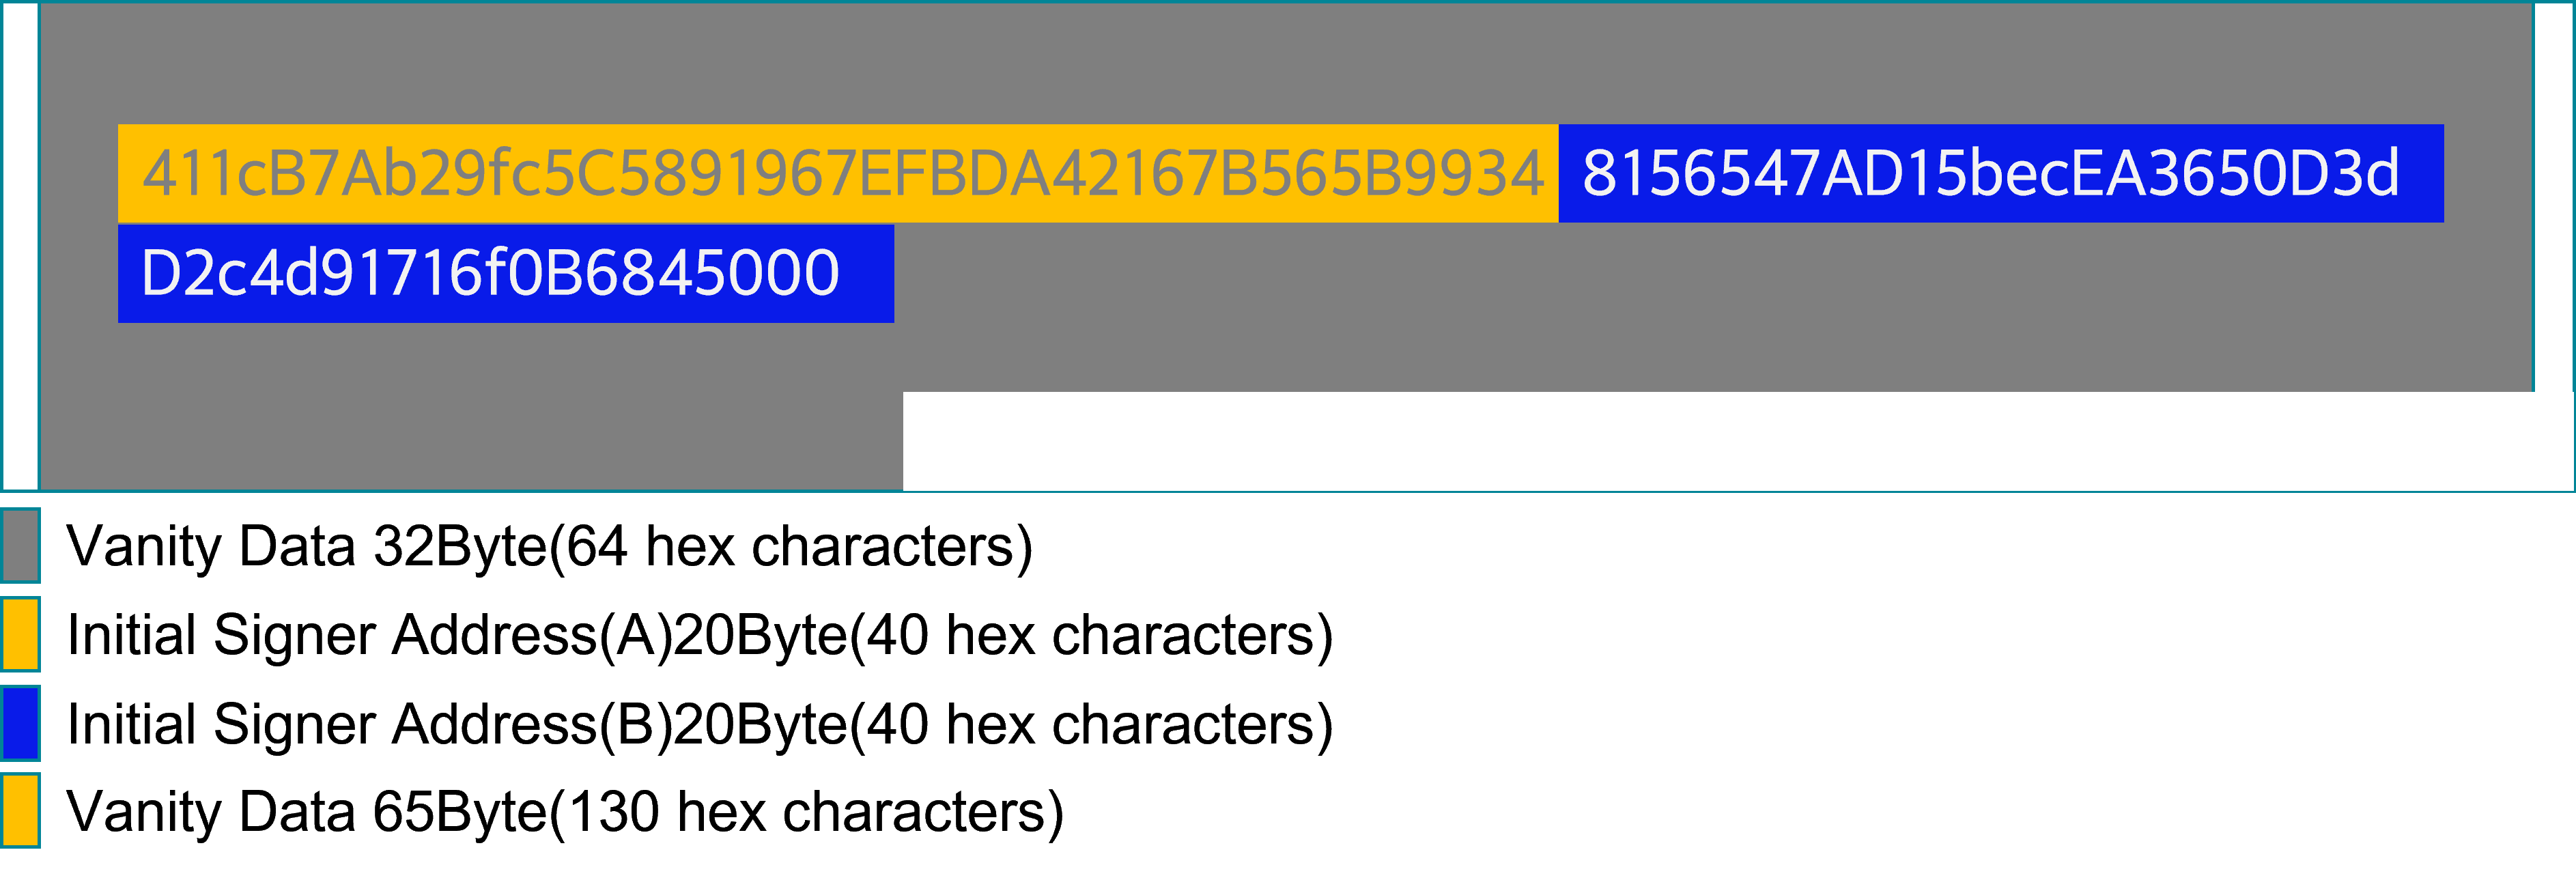 411cB7Ab29fc5C5891967EFBDA42167B565B9934 8156547AD15becEA3650D3d
D2c4d91716f0B6845000
Vanity Data 32Byte(64 hex characters)
Initial Signer Address(A)20Byte(40 hex characters)
Initial Signer Address(B)20Byte(40 hex characters)
Vanity Data 65Byte(130 hex characters)